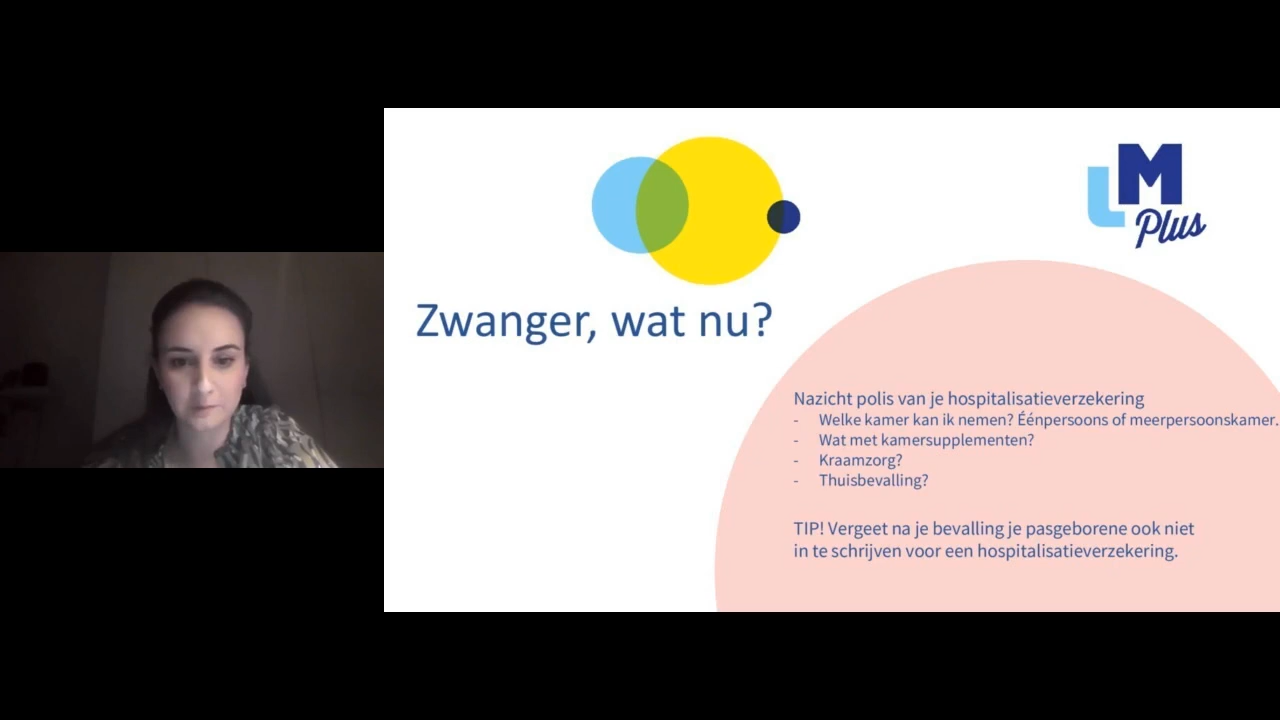 LM
Plus
Zwanger, wat nu?
Nazicht polis van je hospitalisatieverzekering
- Welke kamer kan ik nemen? Éénpersoons of meerpersoonskamer.
- Wat met kamersupplementen?
- Kraamzorg?
- Thuisbevalling?
TIP! Vergeet na je bevalling je pasgeborene ook niet
in te schrijven voor een hospitalisatieverzekering.